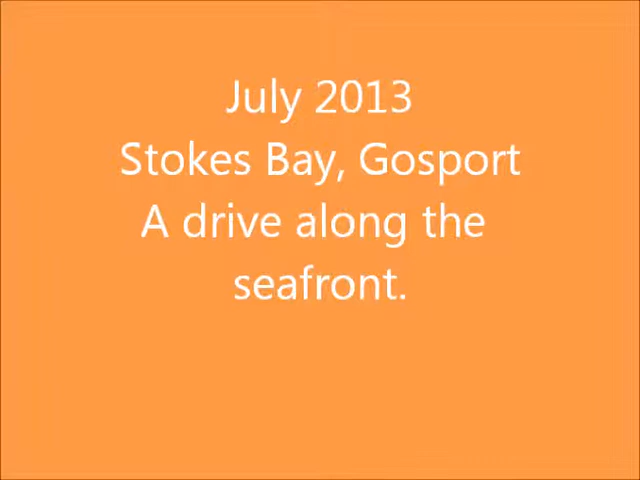 July 2013
Stokes Bay, Gosport
A drive along the
seafront.